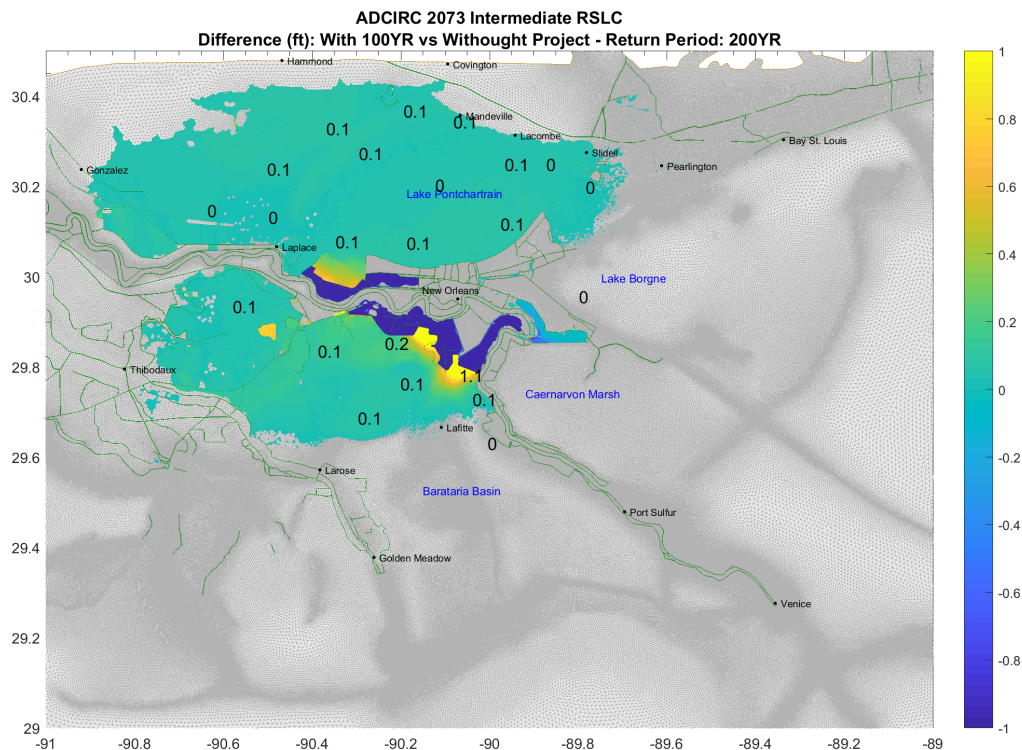 ADCIRC 2073 Intermediate RSLC
Difference (ft): With 100YR vs Withought Project - Return Period: 200YR
Hammond
Covington
1
30.4
0.1
Mandeville
0.1
0.1
0.8
Lacombe
Bay St. Louis
0.1
Slidell
Gonzalez
0.1
0.1
0
Pearlington
0.6
30.2
0
0
Lake Pontchartrain
0
0
0.1
0.4
Laplace
0.1
0.1
30
Lake Borgne
New Orleans
0
0.2
0.1
29.8
0.2
0.1
0
Thibodaux
0.1
1.1
Caernarvon Marsh
0.1
-0.2
0.1
Lafitte
29.6
0
Larose
Barataria Basin
-0.4
Port Sulfur
29.4
Golden Meadow
-0.6
Venice
29.2
-0.8
29
-1
-91
-90.8
-90.6
-90.4
-90.2
-90
-89.8
-89.6
-89.4
-89.2
-89